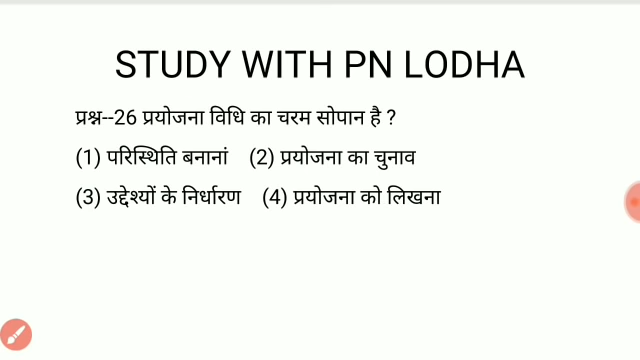 STUDY WITH PN LODHA
प्रश्न--26 प्रयोजना विधि का चरम सोपान है ?
(1) परिस्थिति बनानां (2) प्रयोजना का चुनाव
(3) उद्देश्यों के निर्धारण (4) प्रयोजना को लिखना